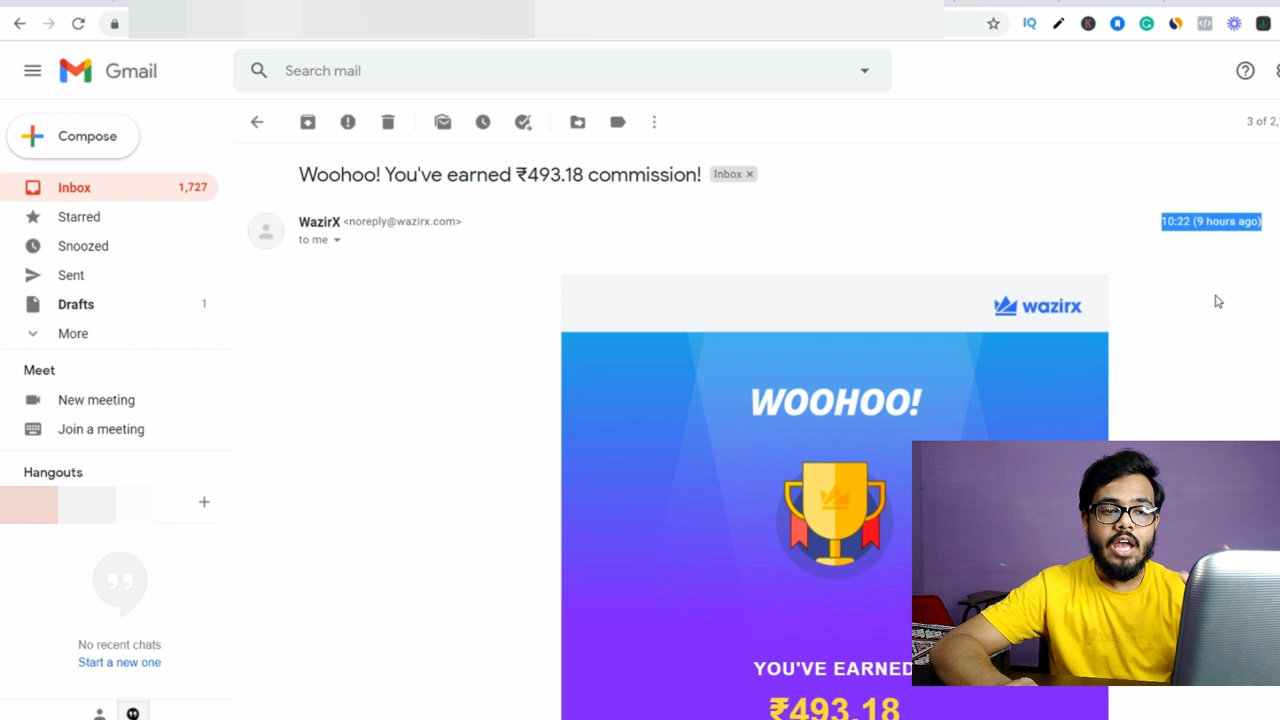 IQ
Gmail
Search mail
3 of 2,
Compose
Woohoo! You've earned ₹493.18 commission!
Inbox ×
Inbox 1,727
WazirX <noreply@wazirx.com>
10:22 (9 hours ago)
to me
Starred
Snoozed
Sent
Drafts 1
More
wazirx
WOOHOO!
YOU'VE EARNED
₹493.18
Meet
New meeting
Join a meeting
Hangouts
No recent chats
Start a new one